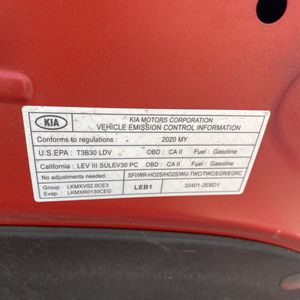 KIA
KIA MOTORS CORPORATION
VEHICLE EMISSION CONTROL INFORMATION
Conforms to regulations: 2020 MY
U.S.EPA : T3B30 LDV OBD : CA II Fuel : Gasoline
California : LEV III SULEV30 PC OBD : CA II Fuel : Gasoline
No adjustments needed SFI/WR-HO2S/HO2S/WU-TWC/TWC/EGR/EGRC
Group : LKMXV02.0CE3 LEB1 32401-2EBD1
Evap : LKMXR0130CEG